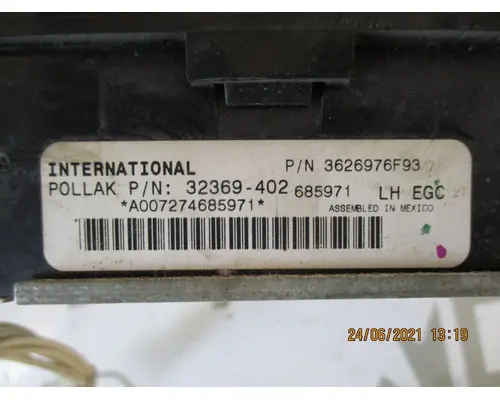 INTERNATIONAL P/N 3626976F93
POLLAK P/N: 32369-402 685971 LH EGC
*A007274685971* ASSEMBLED IN MEXICO
24/06/2021 13:19